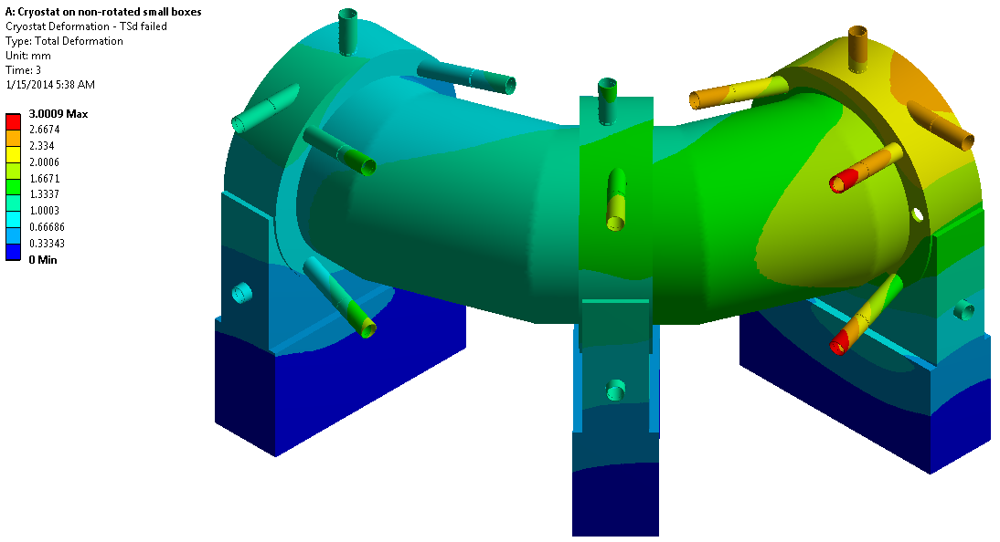 A: Cryostat on non-rotated small boxes
Cryostat Deformation - TSd failed
Type: Total Deformation
Unit: mm
Time: 3
1/15/2014 5:38 AM
3.0009 Max
2.6674
2.334
2.0006
1.6671
1.3337
1.0003
0.66686
0.33343
0 Min